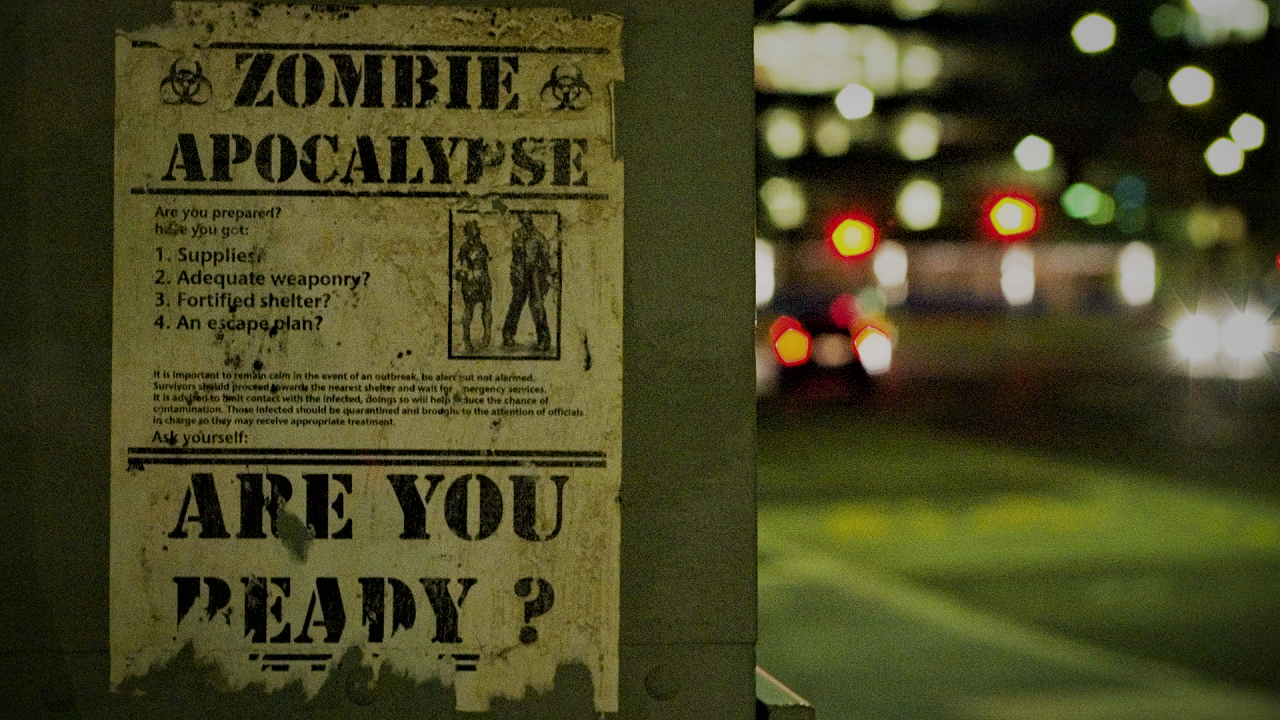 ZOMBIE
APOCALYPSE
Are you prepared?
have you got:
1. Supplies?
2. Adequate weaponry?
3. Fortified shelter?
4. An escape plan?
It is important to remain calm in the event of an outbreak, be alert but not alarmed.
Survivors should proceed towards the nearest shelter and wait for emergency services.
It is advised to limit contact with the infected, doings so will help reduce the chance of
contamination. Those infected should be quarantined and brought to the attention of officials
in charge so they may receive appropriate treatment.
Ask yourself:
ARE YOU
READY ?